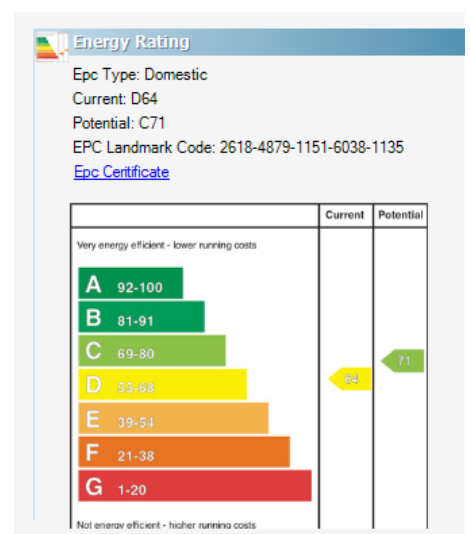 Energy Rating
Epc Type: Domestic
Current: D64
Potential: C71
EPC Landmark Code: 2618-4879-1151-6038-1135
Epc Ceritificate
Current Potential
Very energy efficient - lower running costs
A 92-100
B 81-91
C 69-80
71
D 55-68
64
E 39-54
F 21-38
G 1-20
Not energy efficient - higher running costs